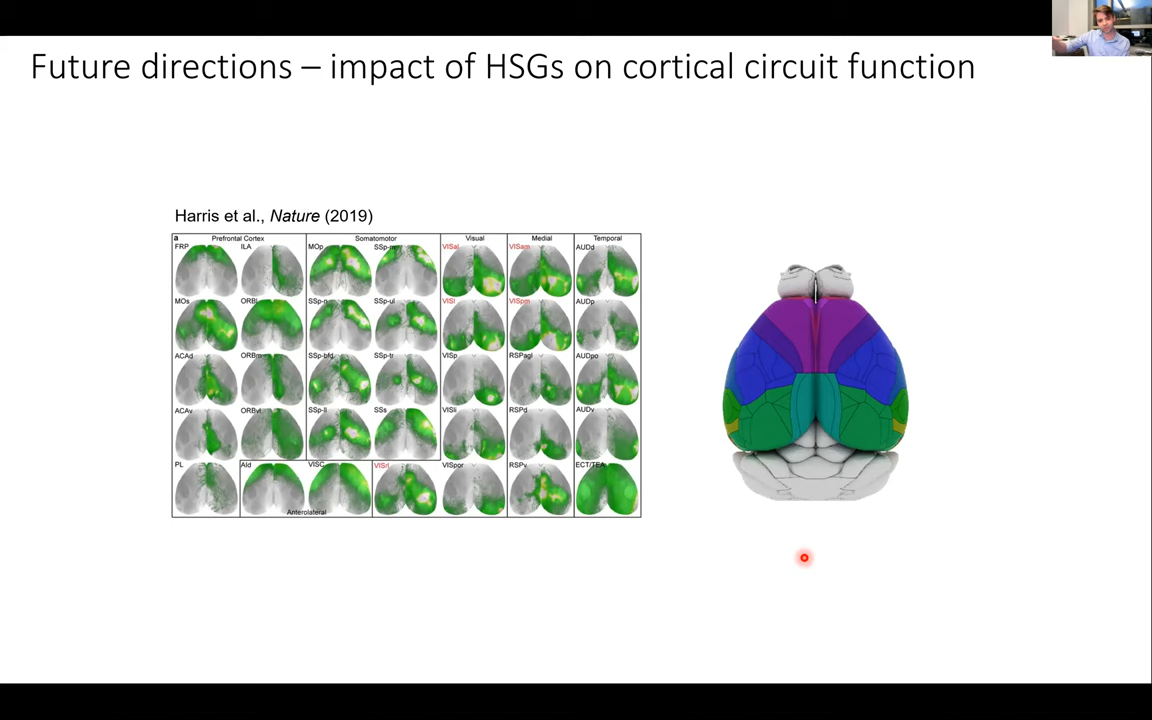 Future directions – impact of HSGs on cortical circuit function
Harris et al., Nature (2019)
a Prefrontal Cortex Somatomotor Visual Medial Temporal
FRP ILA MOp SSp-m VISal VISam AUDd
MOs ORBl SSp-n SSp-ul VISl VISpm AUDp
ACAd ORBm SSp-bfd SSp-tr VISp RSPagl AUDpo
ACAv ORBvl SSp-ll SSs VISli RSPd AUDv
PL AId VISC VISrl VISpor RSPv ECT/TEA
Anterolateral